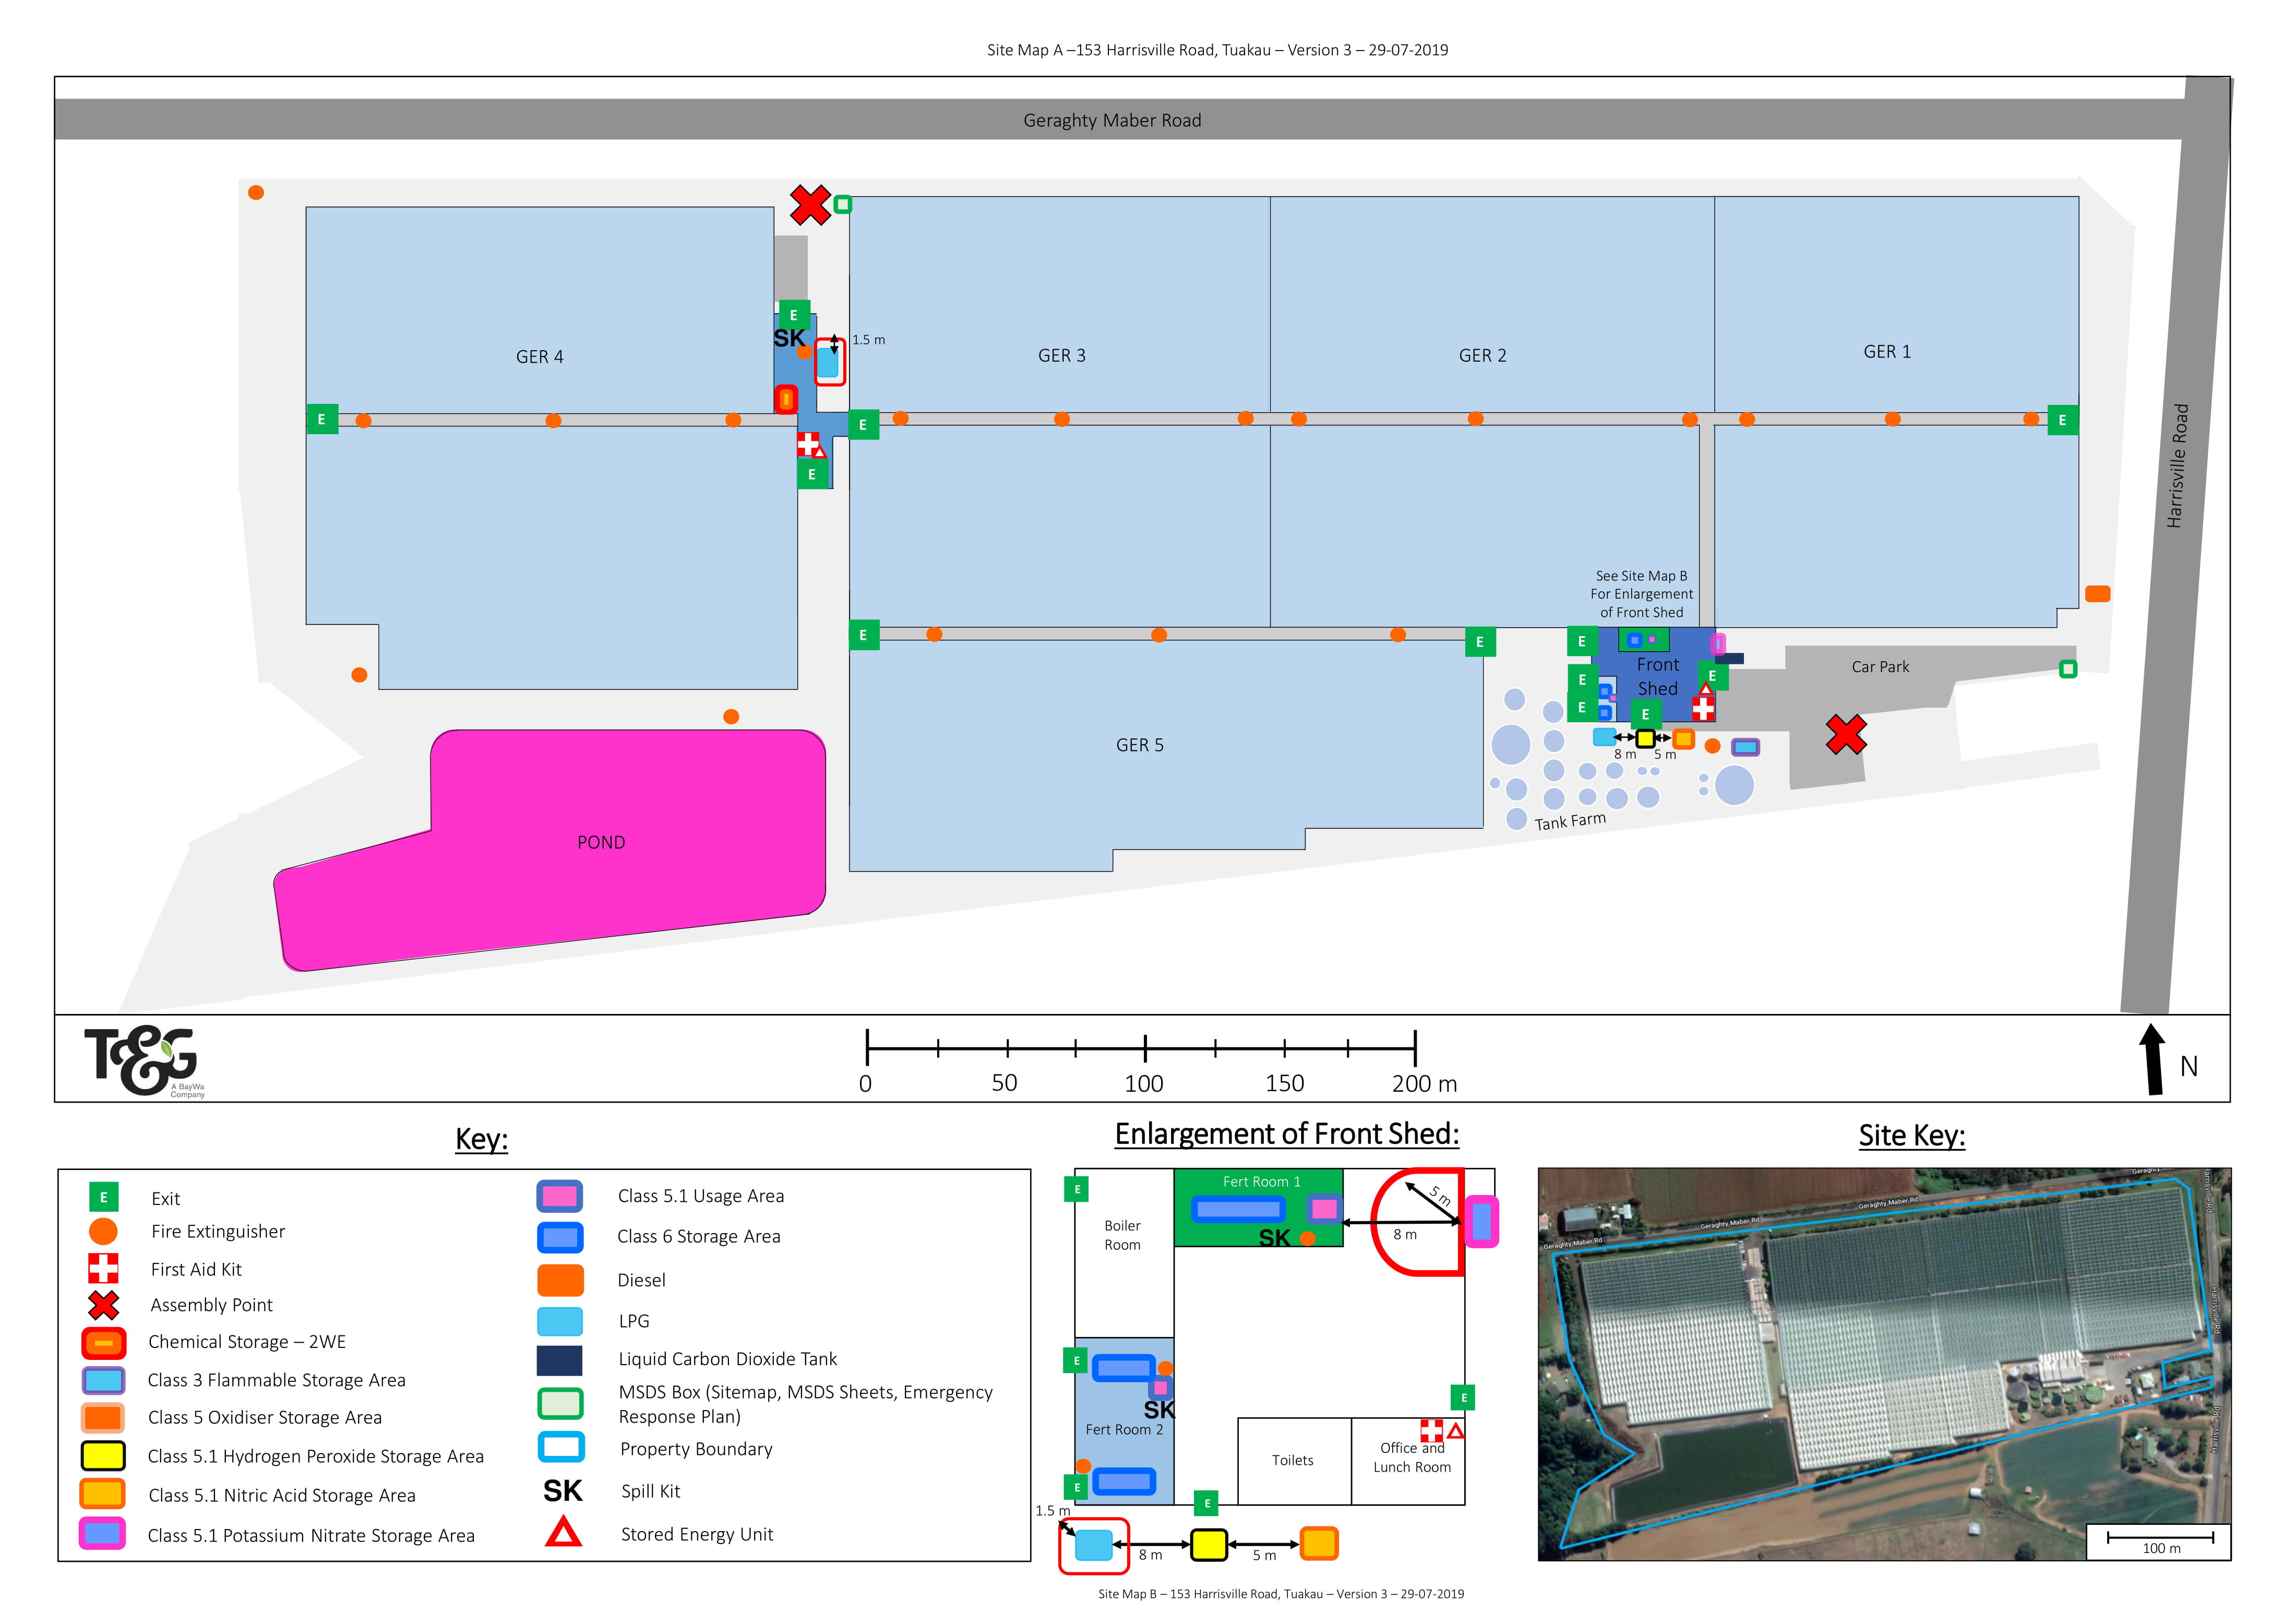 Site Map A –153 Harrisville Road, Tuakau – Version 3 – 29-07-2019
Geraghty Maber Road
Harrisville Road
E
SK
1.5 m
GER 4
GER 3
GER 2
GER 1
E
E
E
E
See Site Map B
For Enlargement
of Front Shed
E
E
E
Front
Shed
E
E
E
E
Car Park
8 m
5 m
GER 5
Tank Farm
POND
T&G
A BayWa
Company
0
50
100
150
200 m
N
Key:
E
Exit
Fire Extinguisher
First Aid Kit
Assembly Point
Chemical Storage – 2WE
Class 3 Flammable Storage Area
Class 5 Oxidiser Storage Area
Class 5.1 Hydrogen Peroxide Storage Area
Class 5.1 Nitric Acid Storage Area
Class 5.1 Potassium Nitrate Storage Area
Class 5.1 Usage Area
Class 6 Storage Area
Diesel
LPG
Liquid Carbon Dioxide Tank
MSDS Box (Sitemap, MSDS Sheets, Emergency
Response Plan)
Property Boundary
SK
Spill Kit
Stored Energy Unit
Enlargement of Front Shed:
E
Boiler
Room
Fert Room 1
SK
5 m
8 m
E
SK
Fert Room 2
E
E
Toilets
Office and
Lunch Room
E
1.5 m
8 m
5 m
Site Map B – 153 Harrisville Road, Tuakau – Version 3 – 29-07-2019
Site Key:
Geraghty Maber Rd
Geraghty Maber Rd
Geraghty Maber Rd
Harrisville Rd
Harrisville Rd
Harrisville Rd
100 m